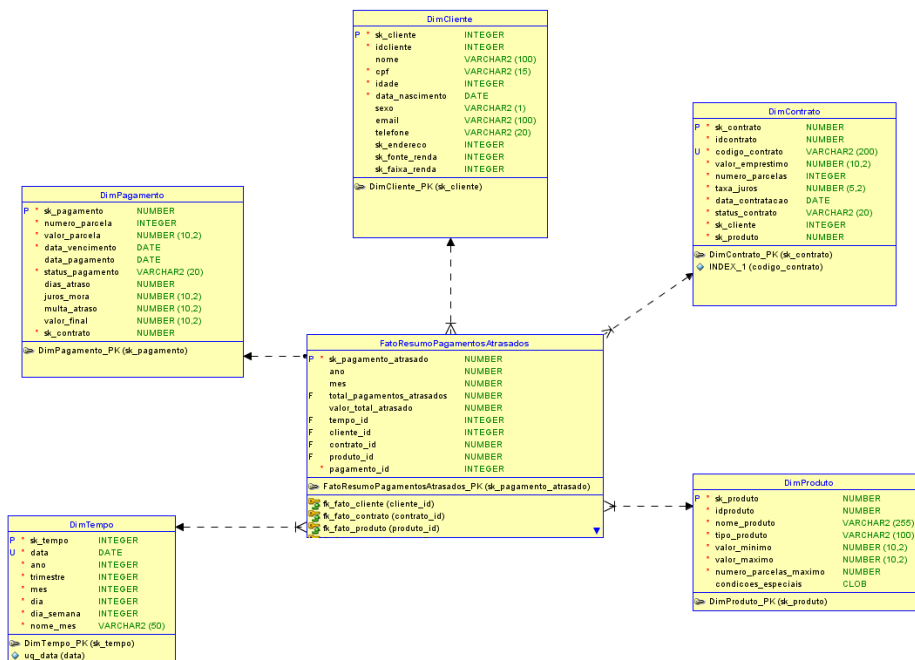 DimCliente
P * sk_cliente INTEGER
* idcliente INTEGER
nome VARCHAR2 (100)
* cpf VARCHAR2 (15)
* idade INTEGER
* data_nascimento DATE
sexo VARCHAR2 (1)
email VARCHAR2 (100)
telefone VARCHAR2 (20)
sk_endereco INTEGER
sk_fonte_renda INTEGER
sk_faixa_renda INTEGER
DimCliente_PK (sk_cliente)
DimContrato
P * sk_contrato NUMBER
* idcontrato NUMBER
U * codigo_contrato VARCHAR2 (200)
* valor_emprestimo NUMBER (10,2)
* numero_parcelas INTEGER
* taxa_juros NUMBER (5,2)
* data_contratacao DATE
* status_contrato VARCHAR2 (20)
* sk_cliente INTEGER
* sk_produto NUMBER
DimContrato_PK (sk_contrato)
INDEX_1 (codigo_contrato)
DimPagamento
P * sk_pagamento NUMBER
* numero_parcela INTEGER
* valor_parcela NUMBER (10,2)
* data_vencimento DATE
data_pagamento DATE
* status_pagamento VARCHAR2 (20)
dias_atraso NUMBER
juros_mora NUMBER (10,2)
multa_atraso NUMBER (10,2)
valor_final NUMBER (10,2)
* sk_contrato NUMBER
DimPagamento_PK (sk_pagamento)
FatoResumoPagamentosAtrasados
P * sk_pagamento_atrasado NUMBER
ano NUMBER
mes NUMBER
F total_pagamentos_atrasados NUMBER
valor_total_atrasado NUMBER
F tempo_id INTEGER
F cliente_id INTEGER
F contrato_id NUMBER
F produto_id NUMBER
* pagamento_id INTEGER
FatoResumoPagamentosAtrasados_PK (sk_pagamento_atrasado)
fk_fato_cliente (cliente_id)
fk_fato_contrato (contrato_id)
fk_fato_produto (produto_id)
DimProduto
P * sk_produto NUMBER
* idproduto NUMBER
* nome_produto VARCHAR2 (255)
* tipo_produto VARCHAR2 (100)
* valor_minimo NUMBER (10,2)
* valor_maximo NUMBER (10,2)
* numero_parcelas_maximo NUMBER
condicoes_especiais CLOB
DimProduto_PK (sk_produto)
DimTempo
P * sk_tempo INTEGER
U * data DATE
* ano INTEGER
* trimestre INTEGER
* mes INTEGER
* dia INTEGER
* dia_semana INTEGER
* nome_mes VARCHAR2 (50)
DimTempo_PK (sk_tempo)
uq_data (data)